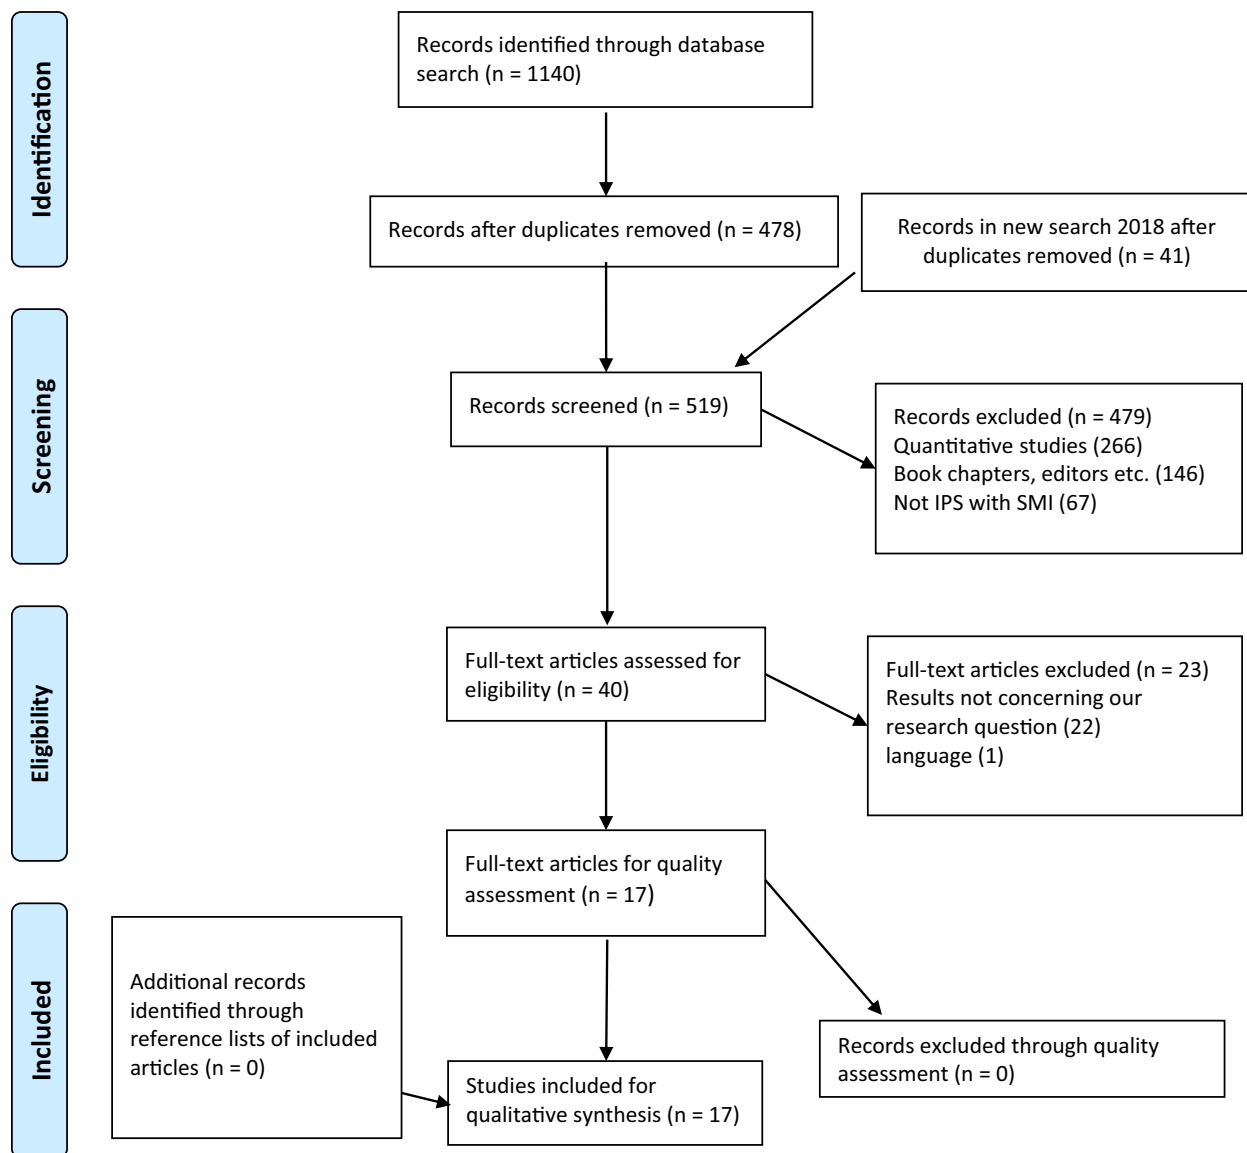 Identification
Records identified through database
search (n = 1140)
Records after duplicates removed (n = 478)
Records in new search 2018 after
duplicates removed (n = 41)
Screening
Records screened (n = 519)
Records excluded (n = 479)
Quantitative studies (266)
Book chapters, editors etc. (146)
Not IPS with SMI (67)
Eligibility
Full-text articles assessed for
eligibility (n = 40)
Full-text articles excluded (n = 23)
Results not concerning our
research question (22)
language (1)
Full-text articles for quality
assessment (n = 17)
Included
Additional records
identified through
reference lists of included
articles (n = 0)
Records excluded through quality
assessment (n = 0)
Studies included for
qualitative synthesis (n = 17)